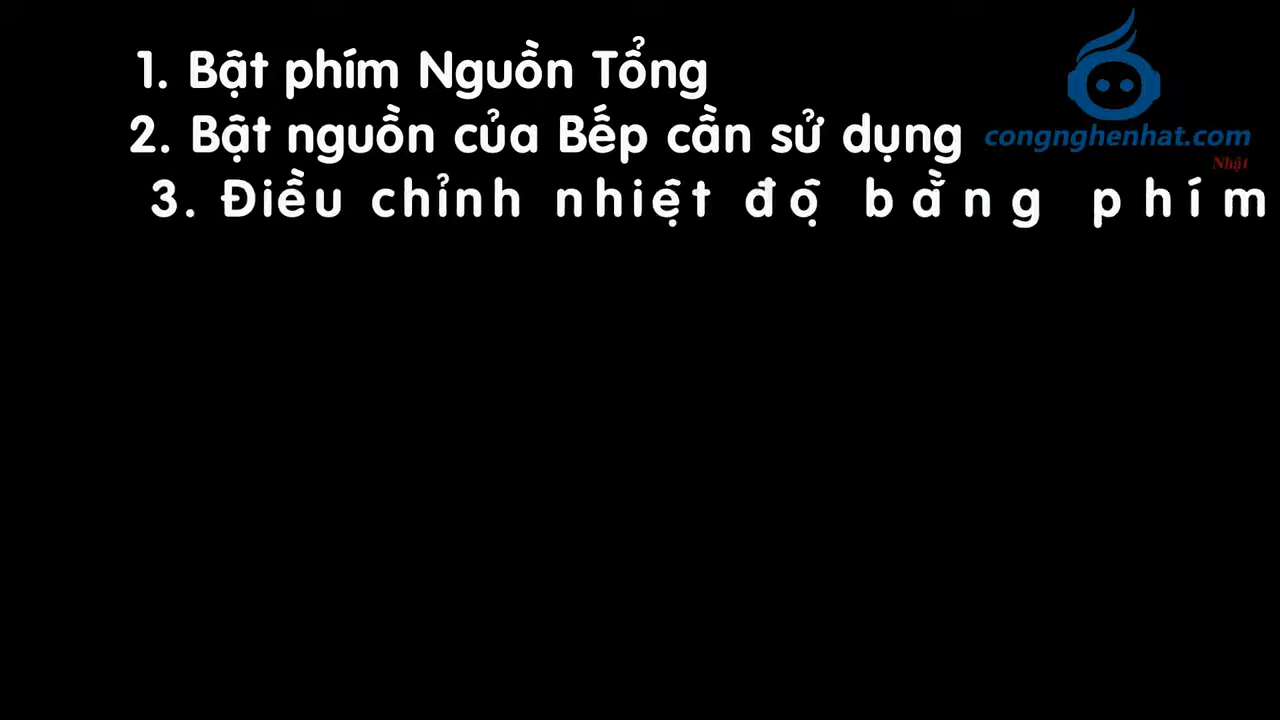 1. Bật phím Nguồn Tổng
2. Bật nguồn của Bếp cần sử dụng
3. Điều chỉnh nhiệt độ bằng phím
congnghenhat.com
Nhật